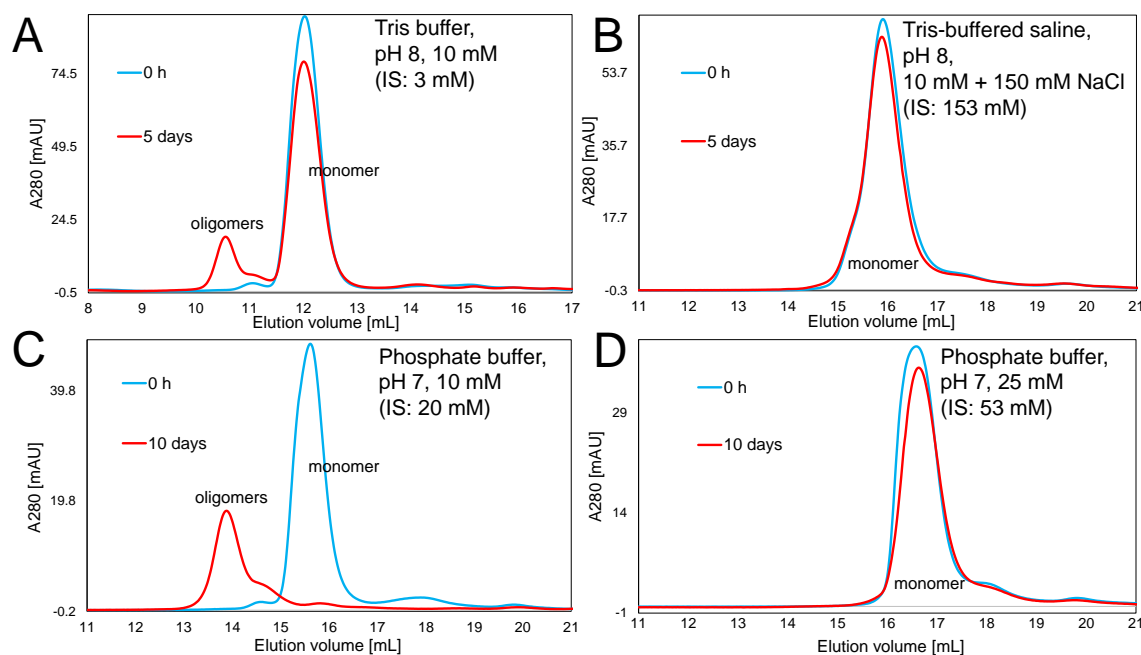 A
Tris buffer,
pH 8, 10 mM
(IS: 3 mM)
0 h
5 days
monomer
oligomers
A280 [mAU]
74.5
49.5
24.5
-0.5
8 9 10 11 12 13 14 15 16 17
Elution volume [mL]
B
Tris-buffered saline,
pH 8,
10 mM + 150 mM NaCl
(IS: 153 mM)
0 h
5 days
monomer
A280 [mAU]
53.7
35.7
17.7
-0.3
11 12 13 14 15 16 17 18 19 20 21
Elution volume [mL]
C
Phosphate buffer,
pH 7, 10 mM
(IS: 20 mM)
0 h
10 days
monomer
oligomers
A280 [mAU]
39.8
19.8
-0.2
11 12 13 14 15 16 17 18 19 20 21
Elution volume [mL]
D
Phosphate buffer,
pH 7, 25 mM
(IS: 53 mM)
0 h
10 days
monomer
A280 [mAU]
29
14
-1
11 12 13 14 15 16 17 18 19 20 21
Elution volume [mL]